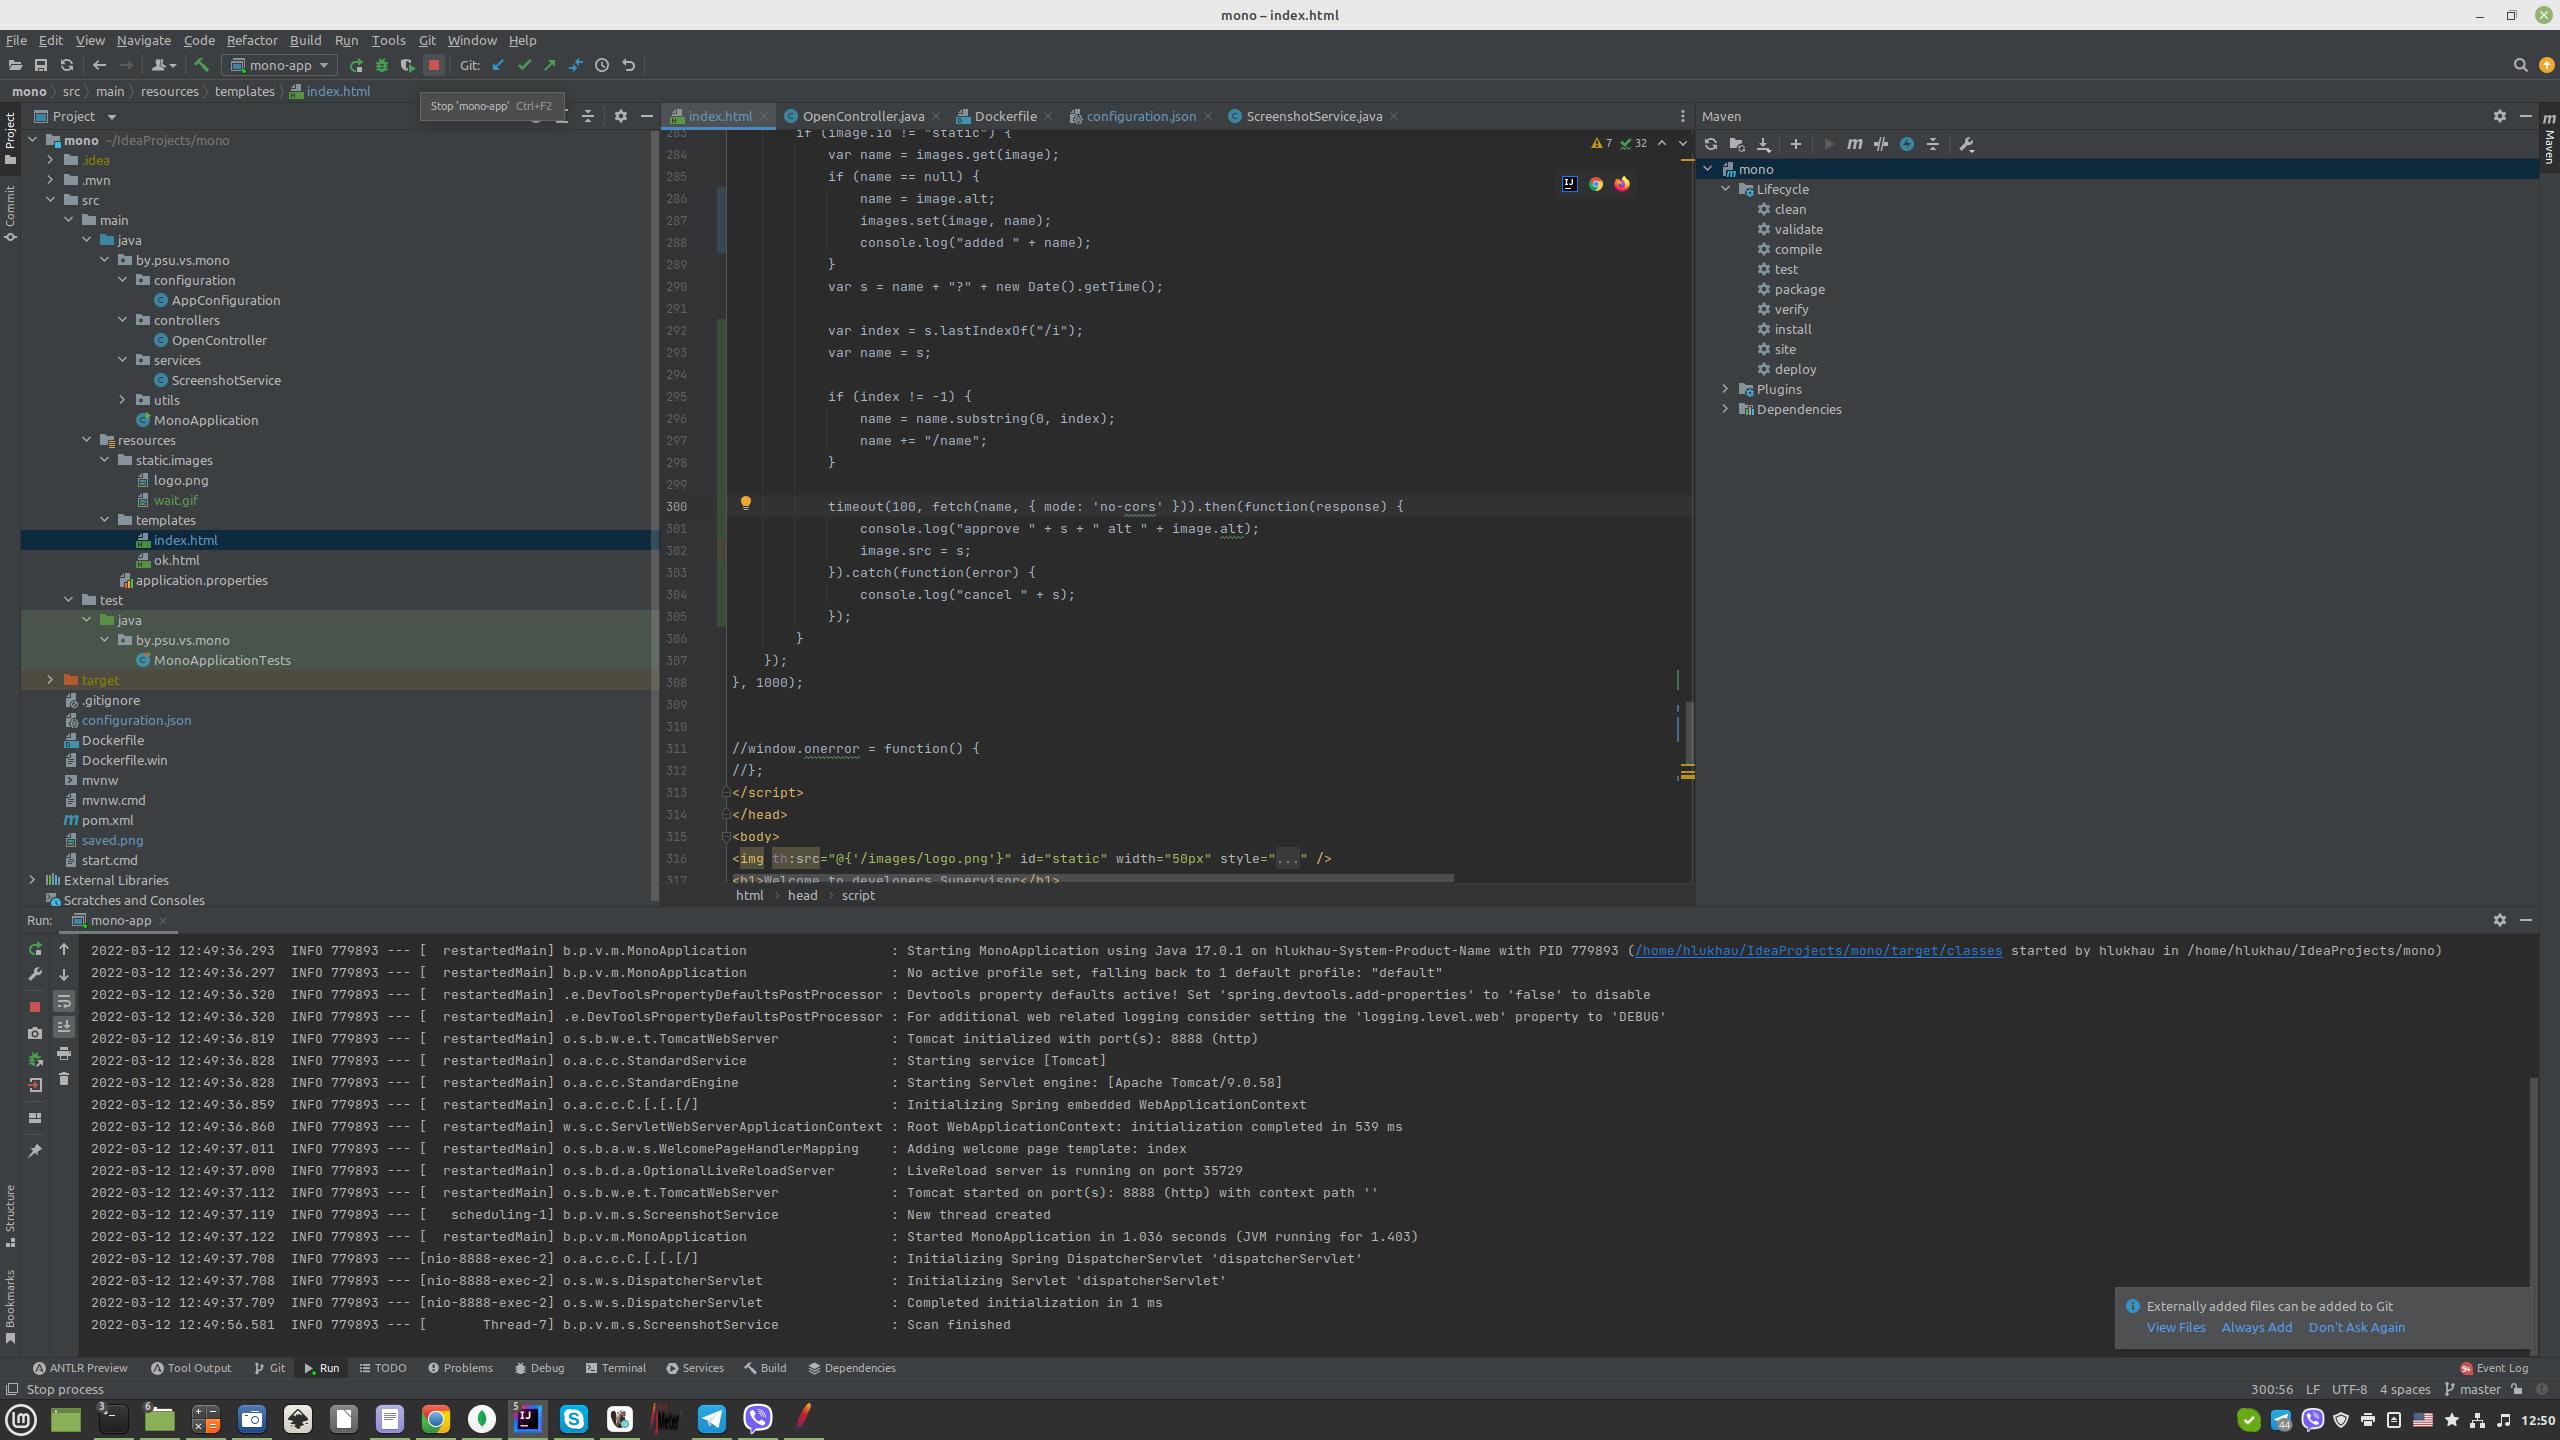 mono – index.html
File Edit View Navigate Code Refactor Build Run Tools Git Window Help
mono-app Git:
mono src main resources templates index.html
Stop 'mono-app' Ctrl+F2
Project
index.html OpenController.java Dockerfile configuration.json ScreenshotService.java
Maven
Project
Commit
Structure
Bookmarks
Maven
mono ~/IdeaProjects/mono
.idea
.mvn
src
main
java
by.psu.vs.mono
configuration
AppConfiguration
controllers
OpenController
services
ScreenshotService
utils
MonoApplication
resources
static.images
logo.png
wait.gif
templates
index.html
ok.html
application.properties
test
java
by.psu.vs.mono
MonoApplicationTests
target
.gitignore
configuration.json
Dockerfile
Dockerfile.win
mvnw
mvnw.cmd
pom.xml
saved.png
start.cmd
External Libraries
Scratches and Consoles
7 32
283 if (image.id != "static") {
284 var name = images.get(image);
285 if (name == null) {
286 name = image.alt;
287 images.set(image, name);
288 console.log("added " + name);
289 }
290 var s = name + "?" + new Date().getTime();
291
292 var index = s.lastIndexOf("/i");
293 var name = s;
294
295 if (index != -1) {
296 name = name.substring(0, index);
297 name += "/name";
298 }
299
300 timeout(100, fetch(name, { mode: 'no-cors' })).then(function(response) {
301 console.log("approve " + s + " alt " + image.alt);
302 image.src = s;
303 }).catch(function(error) {
304 console.log("cancel " + s);
305 });
306 }
307 });
308 }, 1000);
309
310
311 //window.onerror = function() {
312 //};
313 </script>
314 </head>
315 <body>
316 <img th:src="@{'/images/logo.png'}" id="static" width="50px" style="..." />
317 <h1>Welcome to developers Supervisor</h1>
html head script
mono
Lifecycle
clean
validate
compile
test
package
verify
install
site
deploy
Plugins
Dependencies
Run: mono-app
2022-03-12 12:49:36.293 INFO 779893 --- [ restartedMain] b.p.v.m.MonoApplication : Starting MonoApplication using Java 17.0.1 on hlukhau-System-Product-Name with PID 779893 (/home/hlukhau/IdeaProjects/mono/target/classes started by hlukhau in /home/hlukhau/IdeaProjects/mono)
2022-03-12 12:49:36.297 INFO 779893 --- [ restartedMain] b.p.v.m.MonoApplication : No active profile set, falling back to 1 default profile: "default"
2022-03-12 12:49:36.320 INFO 779893 --- [ restartedMain] .e.DevToolsPropertyDefaultsPostProcessor : Devtools property defaults active! Set 'spring.devtools.add-properties' to 'false' to disable
2022-03-12 12:49:36.320 INFO 779893 --- [ restartedMain] .e.DevToolsPropertyDefaultsPostProcessor : For additional web related logging consider setting the 'logging.level.web' property to 'DEBUG'
2022-03-12 12:49:36.819 INFO 779893 --- [ restartedMain] o.s.b.w.e.t.TomcatWebServer : Tomcat initialized with port(s): 8888 (http)
2022-03-12 12:49:36.828 INFO 779893 --- [ restartedMain] o.a.c.c.StandardService : Starting service [Tomcat]
2022-03-12 12:49:36.828 INFO 779893 --- [ restartedMain] o.a.c.c.StandardEngine : Starting Servlet engine: [Apache Tomcat/9.0.58]
2022-03-12 12:49:36.859 INFO 779893 --- [ restartedMain] o.a.c.c.C.[.[.[/] : Initializing Spring embedded WebApplicationContext
2022-03-12 12:49:36.860 INFO 779893 --- [ restartedMain] w.s.c.ServletWebServerApplicationContext : Root WebApplicationContext: initialization completed in 539 ms
2022-03-12 12:49:37.011 INFO 779893 --- [ restartedMain] o.s.b.a.w.s.WelcomePageHandlerMapping : Adding welcome page template: index
2022-03-12 12:49:37.090 INFO 779893 --- [ restartedMain] o.s.b.d.a.OptionalLiveReloadServer : LiveReload server is running on port 35729
2022-03-12 12:49:37.112 INFO 779893 --- [ restartedMain] o.s.b.w.e.t.TomcatWebServer : Tomcat started on port(s): 8888 (http) with context path ''
2022-03-12 12:49:37.119 INFO 779893 --- [ scheduling-1] b.p.v.m.s.ScreenshotService : New thread created
2022-03-12 12:49:37.122 INFO 779893 --- [ restartedMain] b.p.v.m.MonoApplication : Started MonoApplication in 1.036 seconds (JVM running for 1.403)
2022-03-12 12:49:37.708 INFO 779893 --- [nio-8888-exec-2] o.a.c.c.C.[.[.[/] : Initializing Spring DispatcherServlet 'dispatcherServlet'
2022-03-12 12:49:37.708 INFO 779893 --- [nio-8888-exec-2] o.s.w.s.DispatcherServlet : Initializing Servlet 'dispatcherServlet'
2022-03-12 12:49:37.709 INFO 779893 --- [nio-8888-exec-2] o.s.w.s.DispatcherServlet : Completed initialization in 1 ms
2022-03-12 12:49:56.581 INFO 779893 --- [ Thread-7] b.p.v.m.s.ScreenshotService : Scan finished
Externally added files can be added to Git
View Files Always Add Don't Ask Again
ANTLR Preview Tool Output Git Run TODO Problems Debug Terminal Services Build Dependencies Event Log
Stop process 300:56 LF UTF-8 4 spaces master
3 6 5 44 12:50